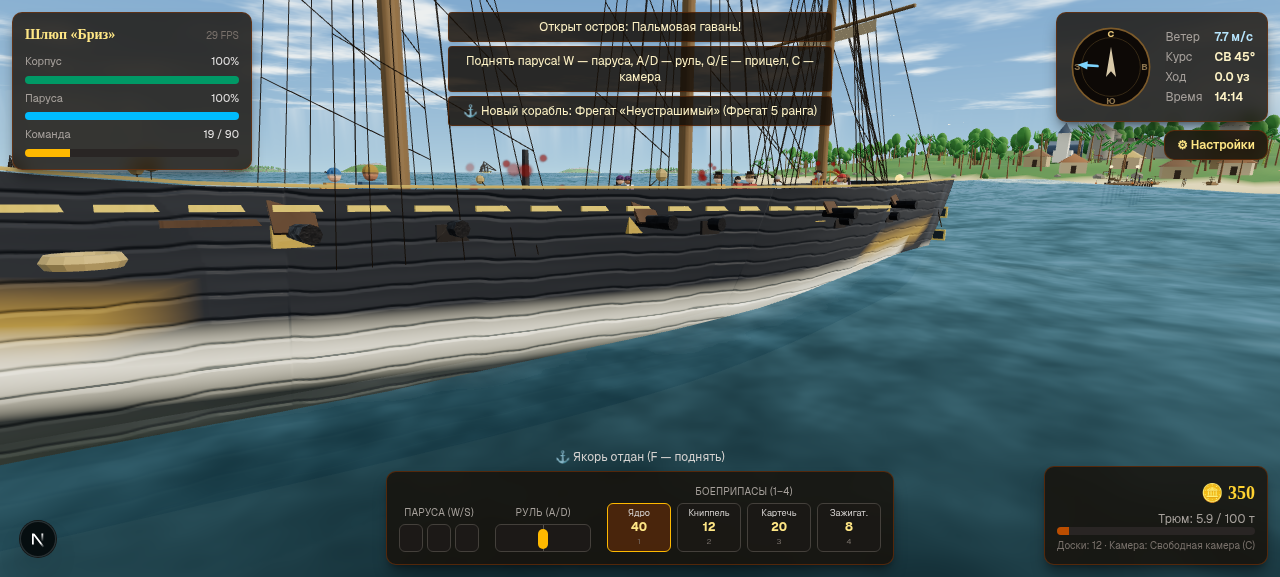 Шлюп «Бриз»
29 FPS
Корпус
100%
Паруса
100%
Команда
19 / 90
Открыт остров: Пальмовая гавань!
Поднять паруса! W — паруса, A/D — руль, Q/E — прицел, C —
камера
⚓ Новый корабль: Фрегат «Неустрашимый» (Фрегат 5 ранга)
С
З
В
Ю
Ветер 7.7 м/с
Курс СВ 45°
Ход 0.0 уз
Время 14:14
⚙ Настройки
⚓ Якорь отдан (F — поднять)
ПАРУСА (W/S)
РУЛЬ (A/D)
БОЕПРИПАСЫ (1–4)
Ядро
40
1
Книппель
12
2
Картечь
20
3
Зажигат.
8
4
N
🪙 350
Трюм: 5.9 / 100 т
Доски: 12 · Камера: Свободная камера (C)